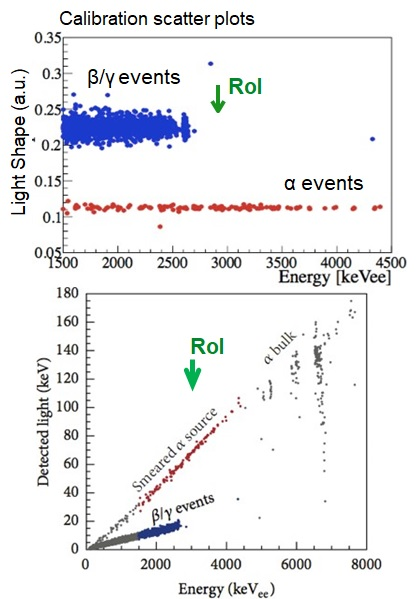 Calibration scatter plots
Light Shape (a.u.)
0.35
0.3
0.25
0.2
0.15
0.1
0.05
β/γ events
RoI
α events
1500
2000
2500
3000
3500
4000
4500
Energy [keVee]
Detected light (keV)
180
160
140
120
100
80
60
40
20
0
RoI
α bulk
Smeared α source
β/γ events
0
2000
4000
6000
8000
Energy (keVee)